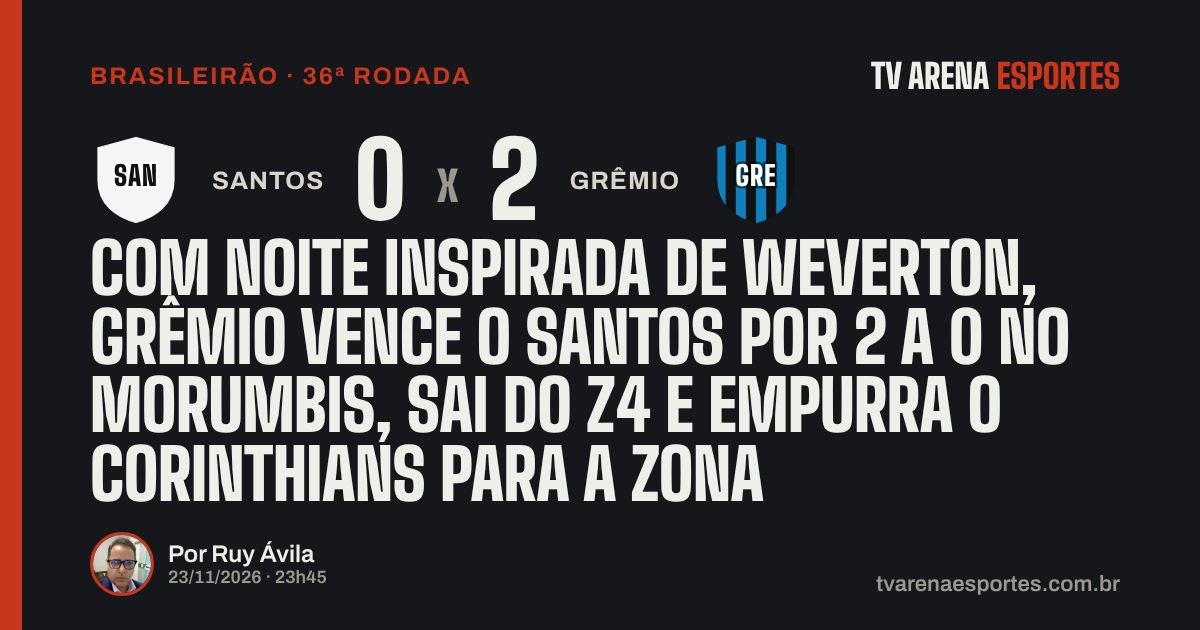 BRASILEIRÃO · 36ª RODADA
TV ARENA ESPORTES
SAN SANTOS 0 X 2 GRÊMIO GRE
COM NOITE INSPIRADA DE WEVERTON,
GRÊMIO VENCE O SANTOS POR 2 A 0 NO
MORUMBIS, SAI DO Z4 E EMPURRA O
CORINTHIANS PARA A ZONA
Por Ruy Ávila
23/11/2026 · 23h45
tvarenaesportes.com.br